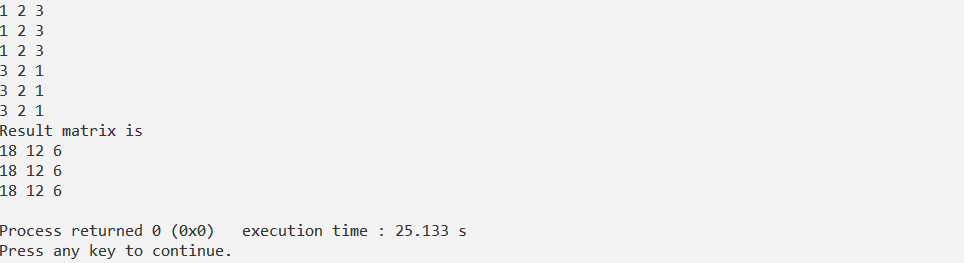 1 2 3
1 2 3
1 2 3
3 2 1
3 2 1
3 2 1
Result matrix is
18 12 6
18 12 6
18 12 6
Process returned 0 (0x0)   execution time : 25.133 s
Press any key to continue.